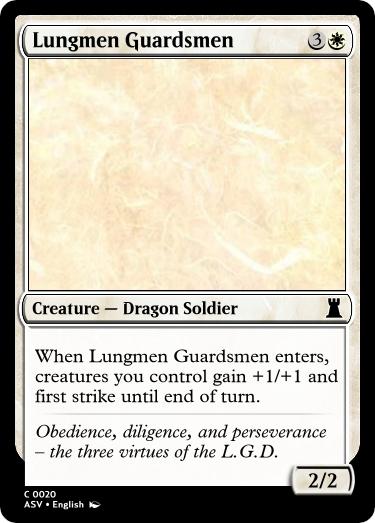 Lungmen Guardsmen 3
Creature — Dragon Soldier
When Lungmen Guardsmen enters,
creatures you control gain +1/+1 and
first strike until end of turn.
Obedience, diligence, and perseverance
– the three virtues of the L.G.D.
2/2
C 0020
ASV • English